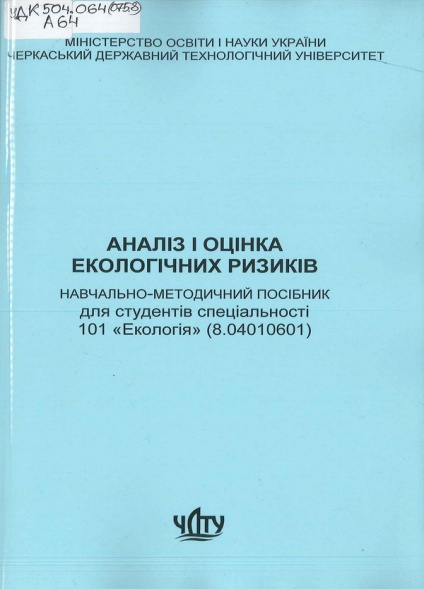 УДК 504.064(075.8)
А64
МІНІСТЕРСТВО ОСВІТИ І НАУКИ УКРАЇНИ
ЧЕРКАСЬКИЙ ДЕРЖАВНИЙ ТЕХНОЛОГІЧНИЙ УНІВЕРСИТЕТ
АНАЛІЗ І ОЦІНКА
ЕКОЛОГІЧНИХ РИЗИКІВ
НАВЧАЛЬНО-МЕТОДИЧНИЙ ПОСІБНИК
для студентів спеціальності
101 «Екологія» (8.04010601)
ЧДТУ